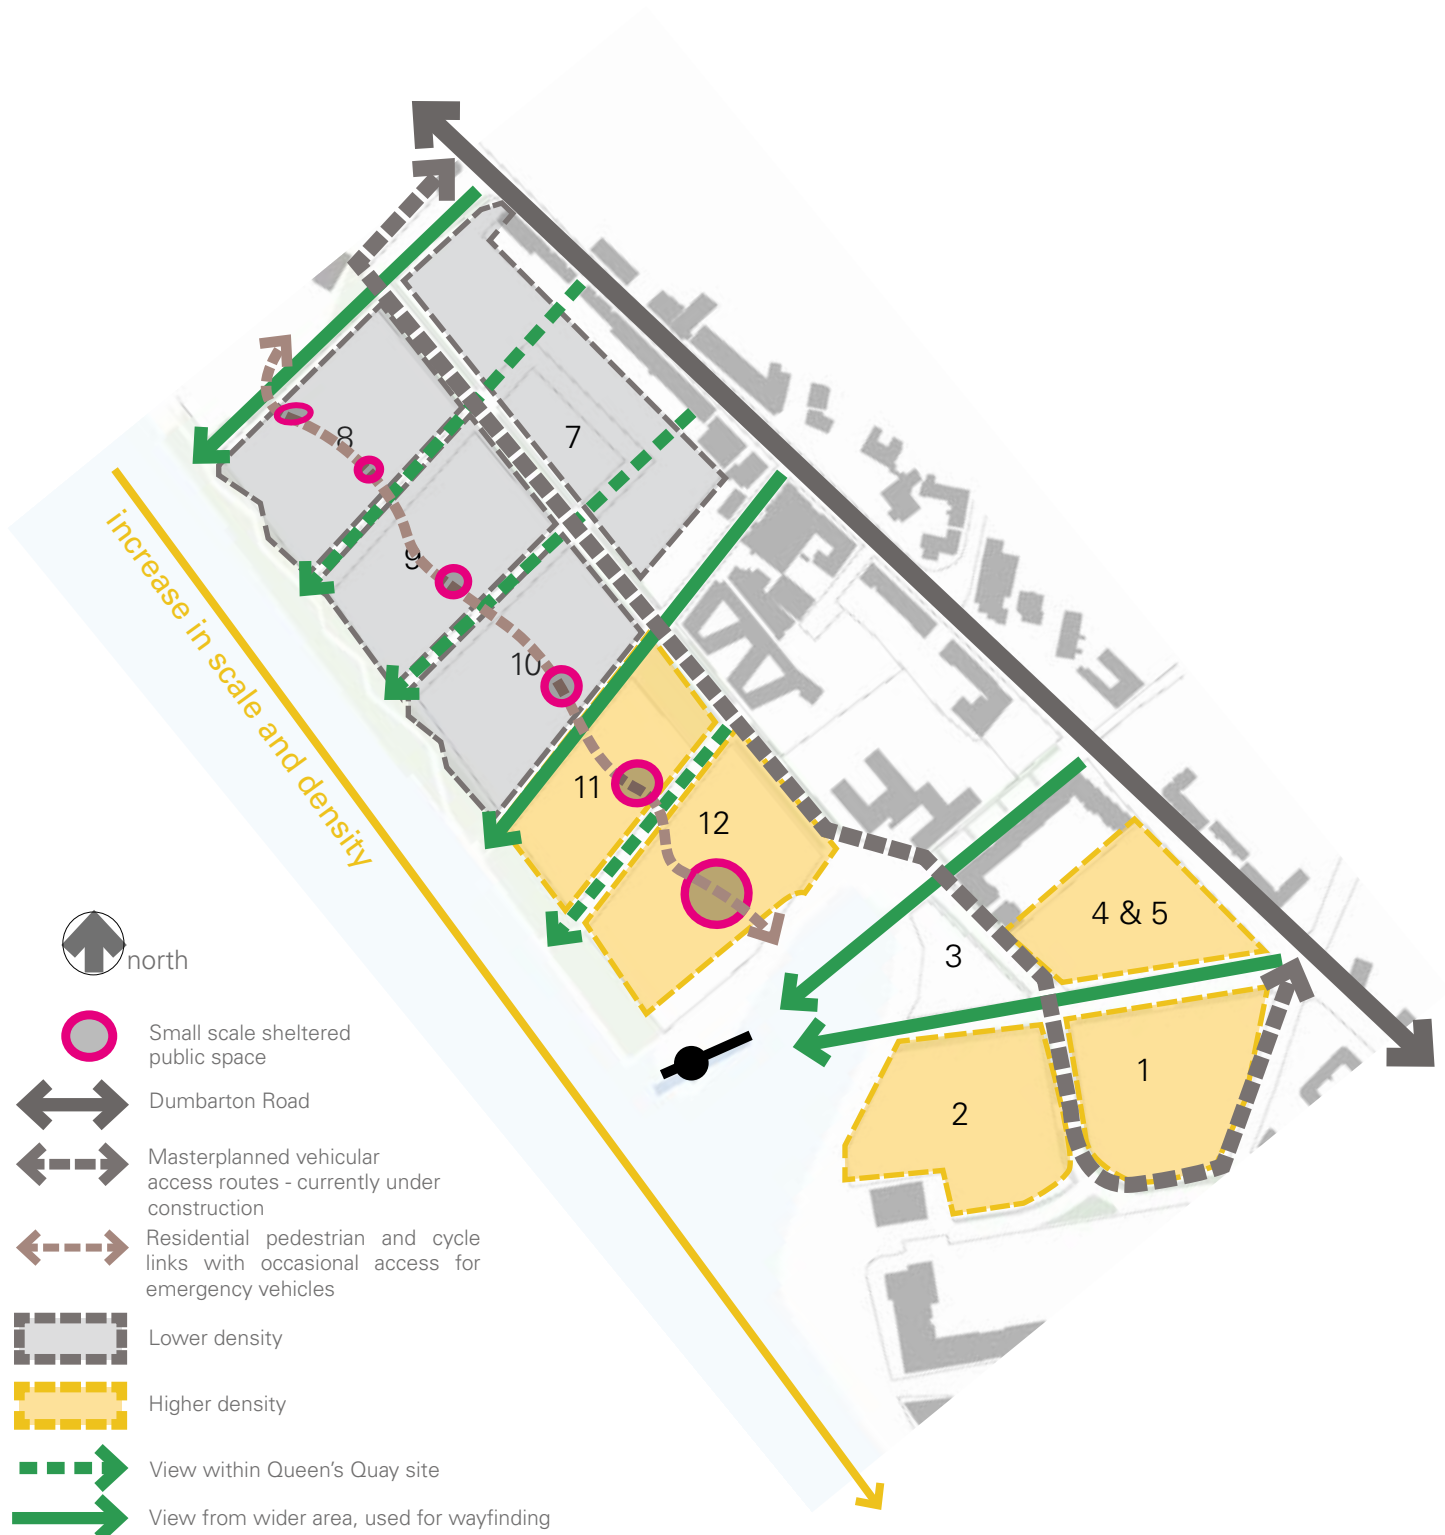 7
8
9
10
11
12
3
4 & 5
1
2
increase in scale and density
north
Small scale sheltered
public space
Dumbarton Road
Masterplanned vehicular
access routes - currently under
construction
Residential pedestrian and cycle
links with occasional access for
emergency vehicles
Lower density
Higher density
View within Queen's Quay site
View from wider area, used for wayfinding